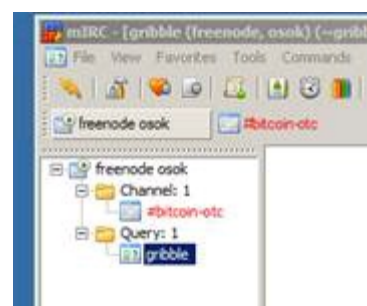 mIRC - [gribble (freenode, osok) (~gribb
File View Favorites Tools Commands
freenode osok #bitcoin-otc
freenode osok
Channel: 1
#bitcoin-otc
Query: 1
gribble